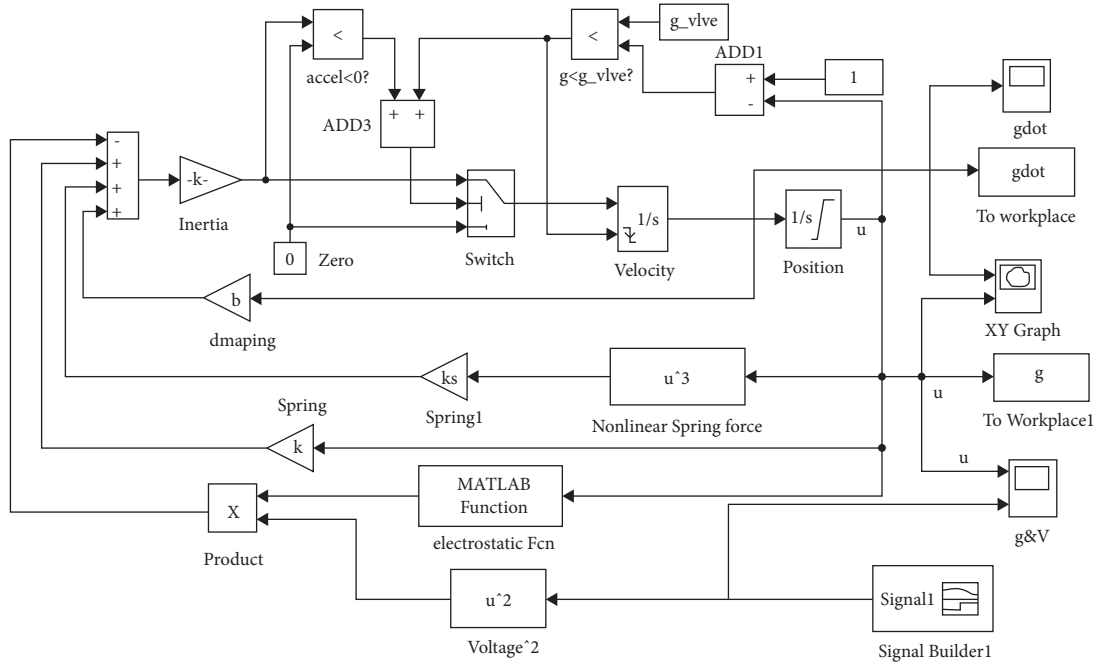 g_vlve
<
<
accel<0?
g<g_vlve?
ADD1
+
-
1
ADD3
+ +
gdot
-
+
+
+
-k-
Inertia
gdot
To workplace
0
Zero
Switch
1/s
Velocity
1/s
u
Position
b
dmaping
XY Graph
ks
Spring1
u^3
Nonlinear Spring force
g
u
To Workplace1
Spring
k
u
MATLAB
Function
electrostatic Fcn
X
Product
g&V
u^2
Voltage^2
Signal1
Signal Builder1